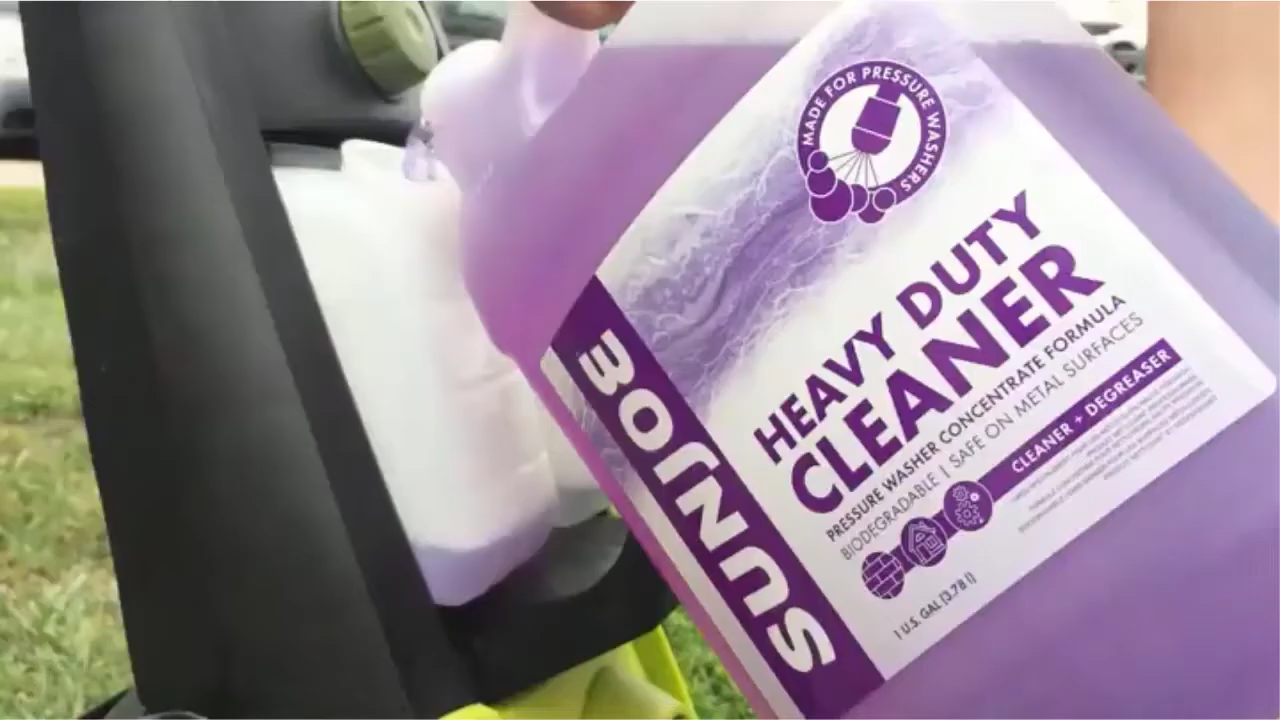 MADE FOR PRESSURE WASHERS
HEAVY DUTY
CLEANER
PRESSURE WASHER CONCENTRATE FORMULA
BIODEGRADABLE | SAFE ON METAL SURFACES
CLEANER + DEGREASER
1 U.S. GAL (3.78 l)